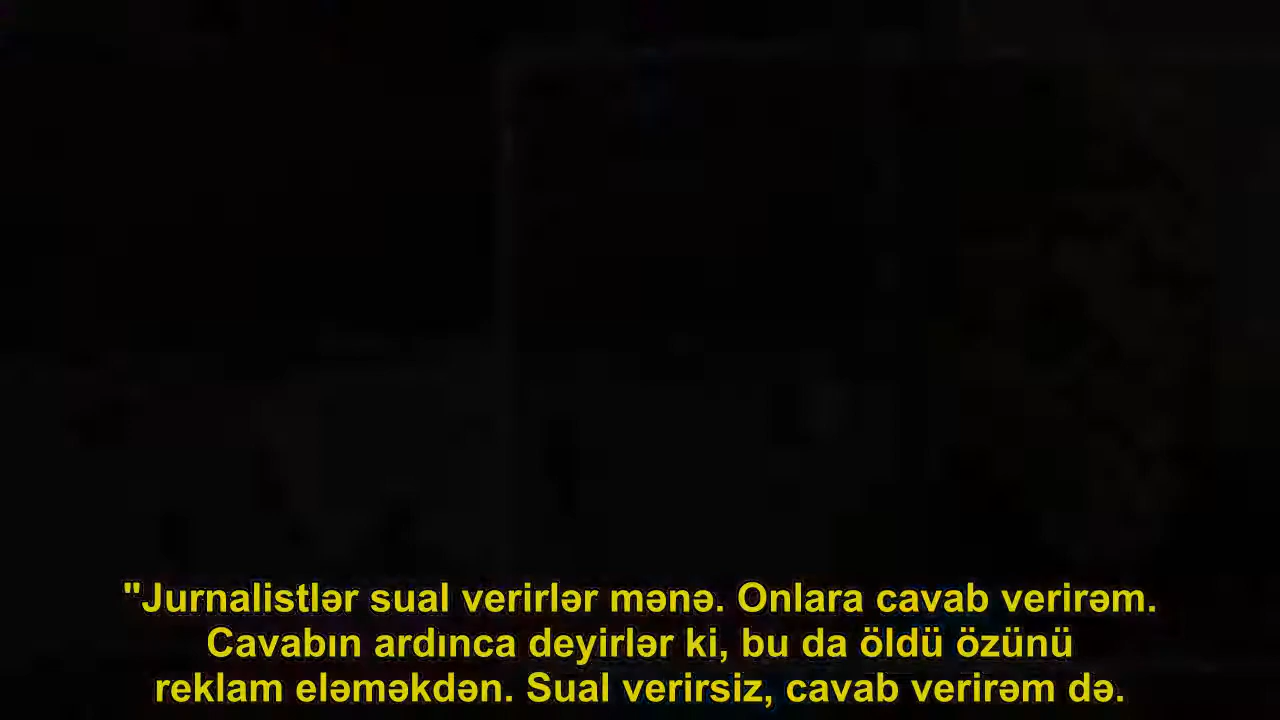 "Jurnalistlər sual verirlər mənə. Onlara cavab verirəm.
Cavabın ardınca deyirlər ki, bu da öldü özünü
reklam eləməkdən. Sual verirsiz, cavab verirəm də.